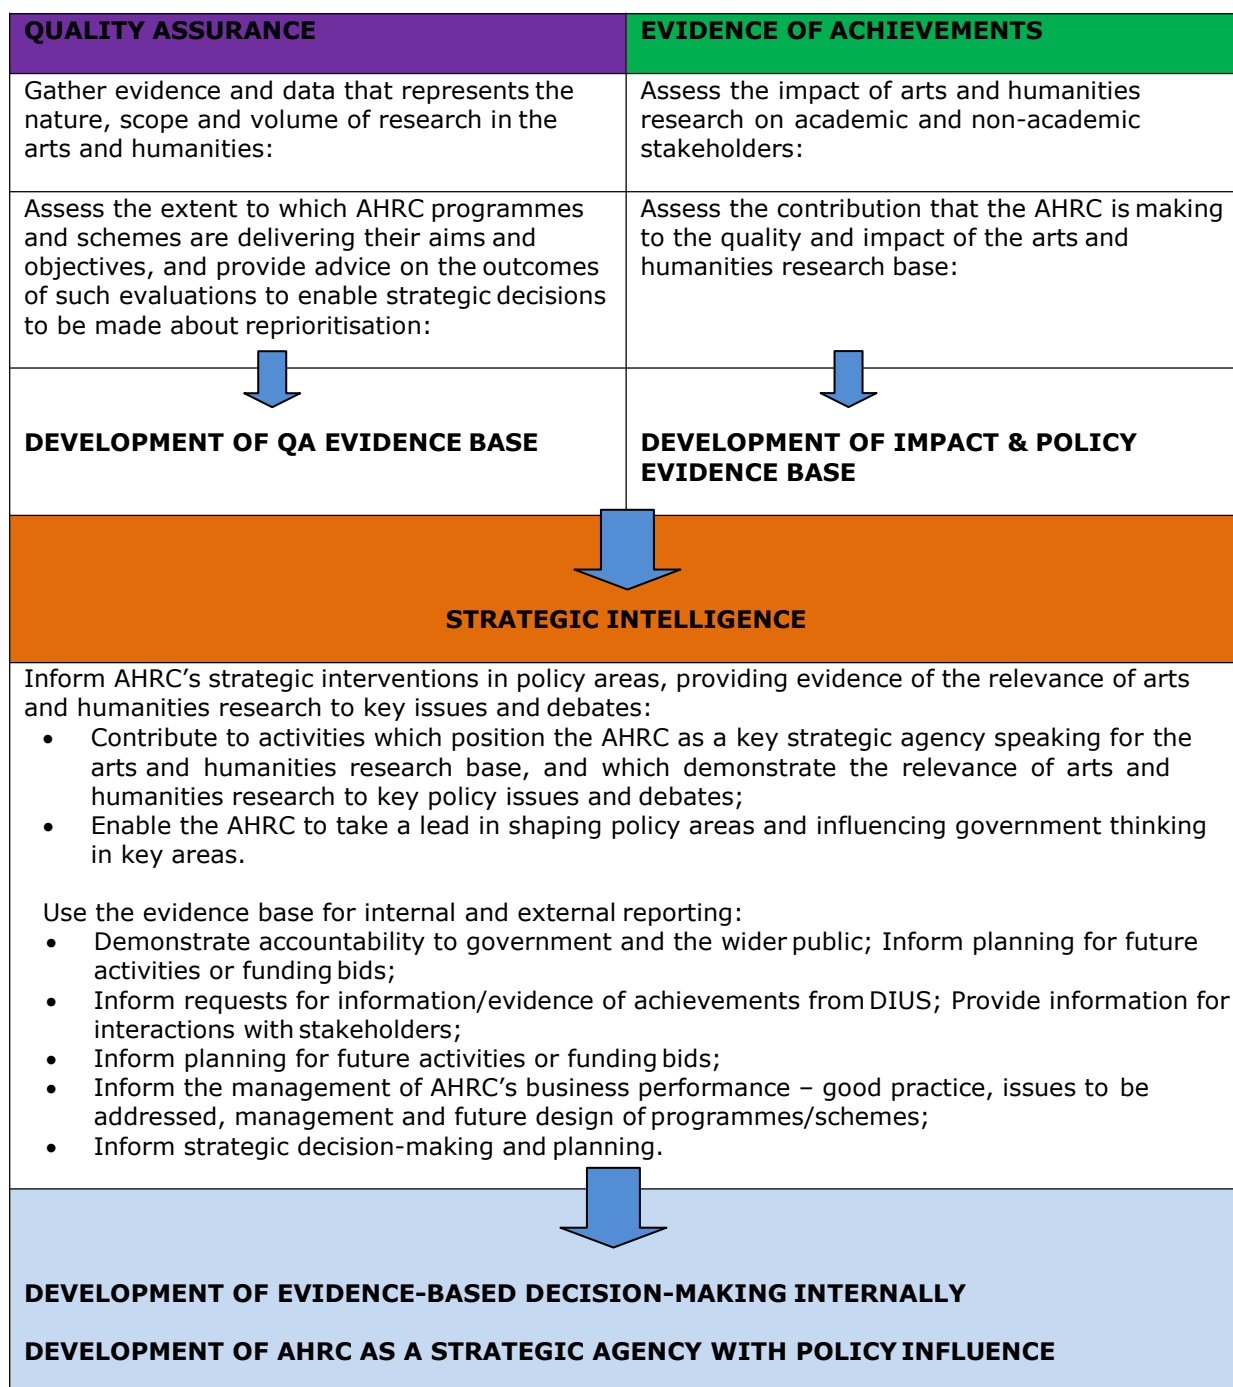 QUALITY ASSURANCE
EVIDENCE OF ACHIEVEMENTS
Gather evidence and data that represents the
nature, scope and volume of research in the
arts and humanities:
Assess the impact of arts and humanities
research on academic and non-academic
stakeholders:
Assess the extent to which AHRC programmes
and schemes are delivering their aims and
objectives, and provide advice on the outcomes
of such evaluations to enable strategic decisions
to be made about reprioritisation:
Assess the contribution that the AHRC is making
to the quality and impact of the arts and
humanities research base:
DEVELOPMENT OF QA EVIDENCE BASE
DEVELOPMENT OF IMPACT & POLICY
EVIDENCE BASE
STRATEGIC INTELLIGENCE
Inform AHRC’s strategic interventions in policy areas, providing evidence of the relevance of arts
and humanities research to key issues and debates:
• Contribute to activities which position the AHRC as a key strategic agency speaking for the
arts and humanities research base, and which demonstrate the relevance of arts and
humanities research to key policy issues and debates;
• Enable the AHRC to take a lead in shaping policy areas and influencing government thinking
in key areas.
Use the evidence base for internal and external reporting:
• Demonstrate accountability to government and the wider public; Inform planning for future
activities or funding bids;
• Inform requests for information/evidence of achievements from DIUS; Provide information for
interactions with stakeholders;
• Inform planning for future activities or funding bids;
• Inform the management of AHRC’s business performance – good practice, issues to be
addressed, management and future design of programmes/schemes;
• Inform strategic decision-making and planning.
DEVELOPMENT OF EVIDENCE-BASED DECISION-MAKING INTERNALLY
DEVELOPMENT OF AHRC AS A STRATEGIC AGENCY WITH POLICY INFLUENCE